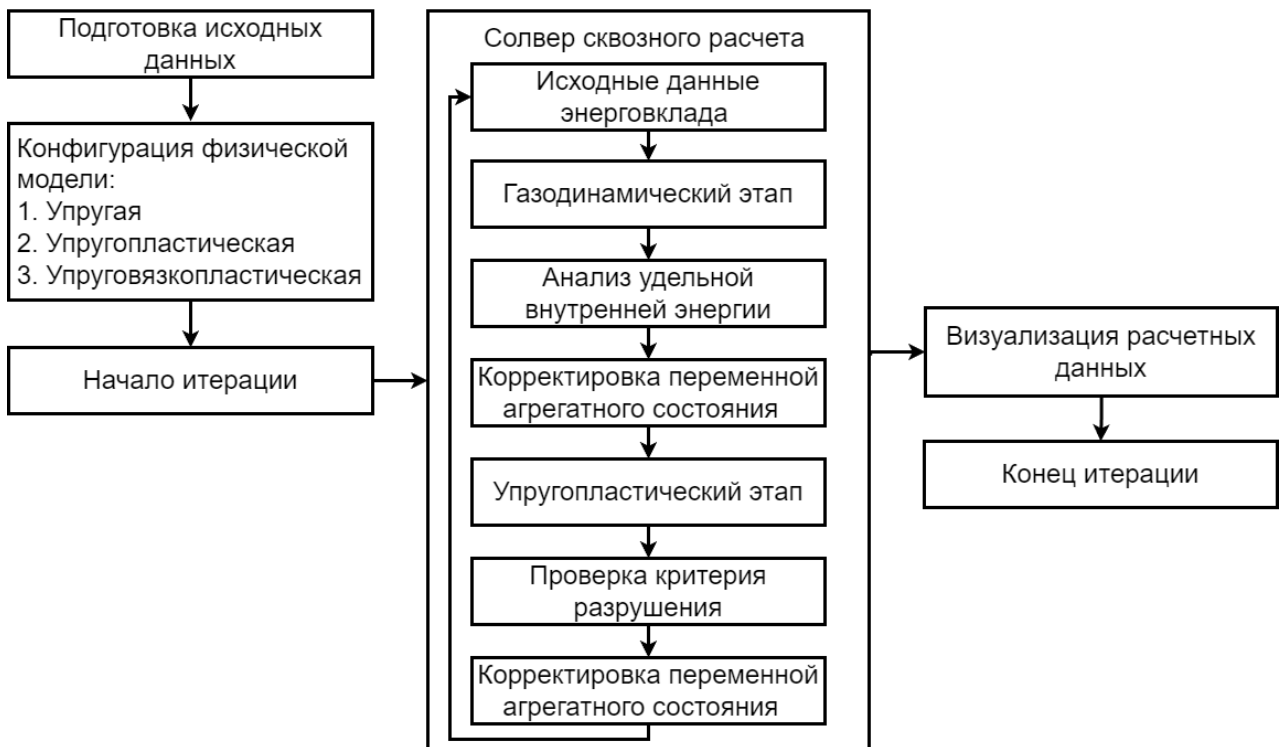 Подготовка исходных
данных
Конфигурация физической
модели:
1. Упругая
2. Упругопластическая
3. Упруговязкопластическая
Начало итерации
Солвер сквозного расчета
Исходные данные
энерговклада
Газодинамический этап
Анализ удельной
внутренней энергии
Корректировка переменной
агрегатного состояния
Упругопластический этап
Проверка критерия
разрушения
Корректировка переменной
агрегатного состояния
Визуализация расчетных
данных
Конец итерации